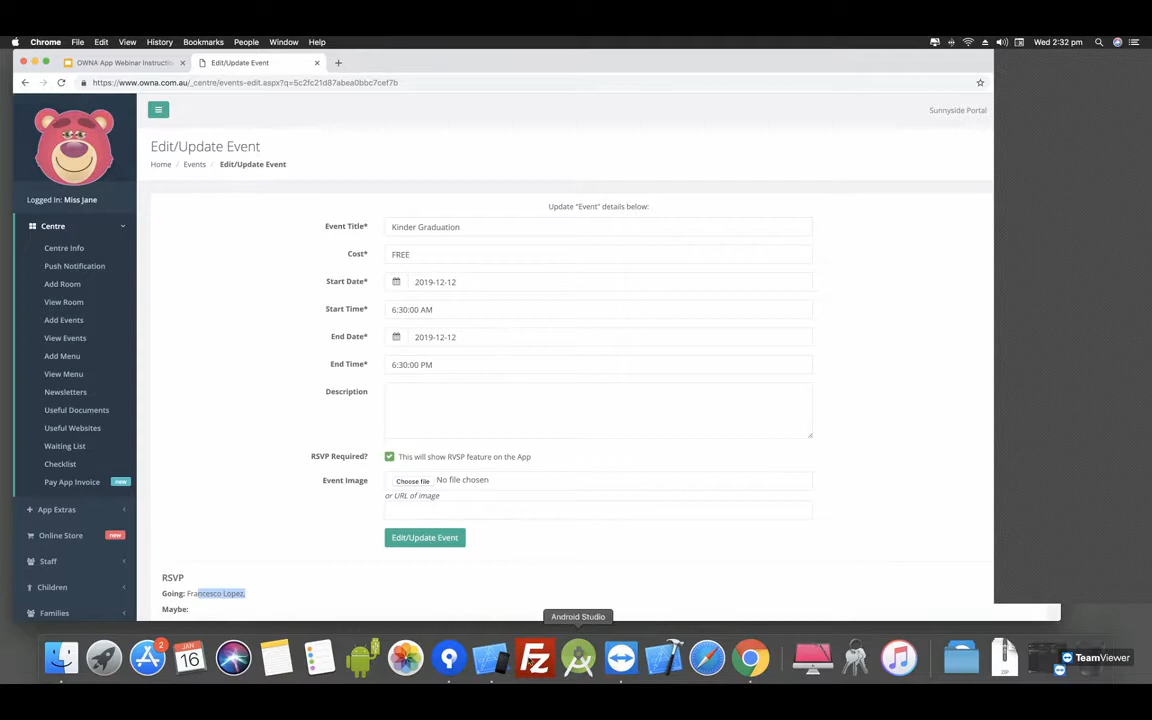 Chrome File Edit View History Bookmarks People Window Help Wed 2:32 pm
OWNA App Webinar Instructi Edit/Update Event
https://www.owna.com.au/_centre/events-edit.aspx?q=5c2fc21d87abea0bbc7cef7b
Sunnyside Portal
Edit/Update Event
Home / Events / Edit/Update Event
Logged In: Miss Jane
Centre
Centre Info
Push Notification
Add Room
View Room
Add Events
View Events
Add Menu
View Menu
Newsletters
Useful Documents
Useful Websites
Waiting List
Checklist
Pay App Invoice new
App Extras
Online Store new
Staff
Children
Families
Update "Event" details below:
Event Title* Kinder Graduation
Cost* FREE
Start Date* 2019-12-12
Start Time* 6:30:00 AM
End Date* 2019-12-12
End Time* 6:30:00 PM
Description
RSVP Required? This will show RVSP feature on the App
Event Image Choose file No file chosen
or URL of image
Edit/Update Event
RSVP
Going: Francesco Lopez,
Maybe:
Android Studio
2
JAN
16
Fz
ZIP
TeamViewer